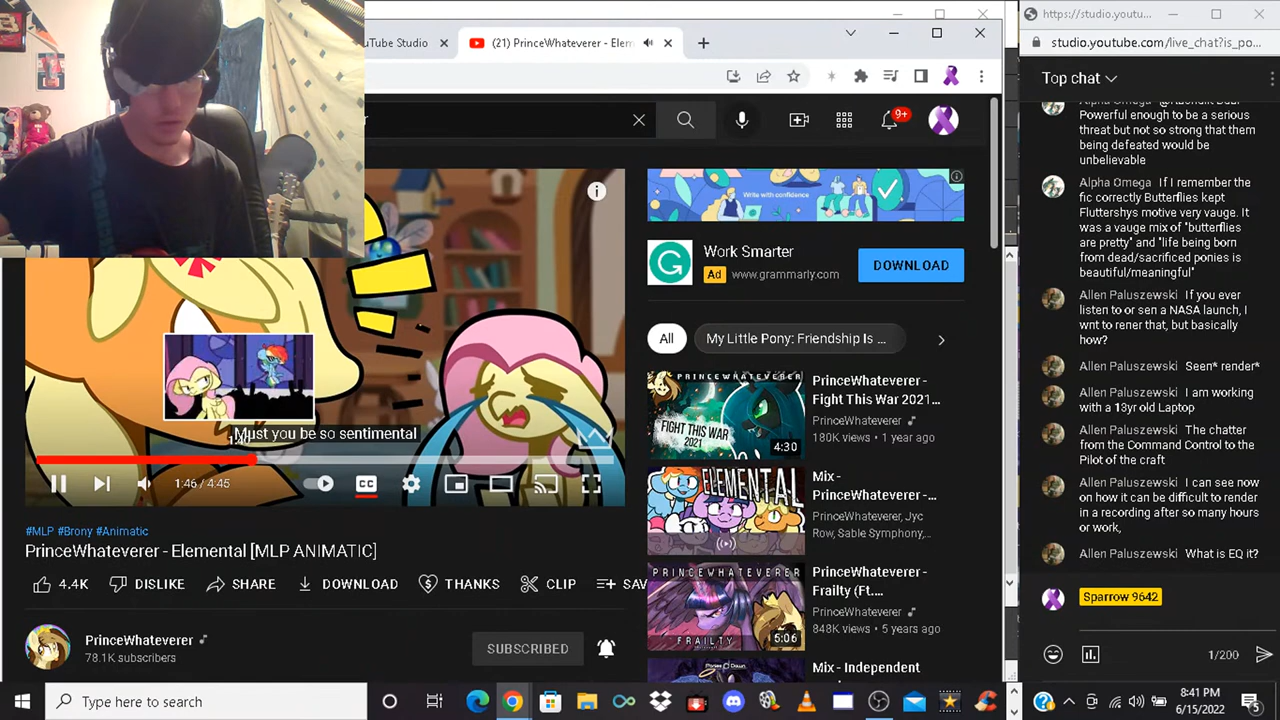 https://studio.youtu...
uTube Studio
(21) PrinceWhateverer - Elem
studio.youtube.com/live_chat?is_po...
9+
Top chat
Powerful enough to be a serious
threat but not so strong that them
being defeated would be
unbelievable
Alpha Omega If I remember the
fic correctly Butterflies kept
Fluttershys motive very vauge. It
was a vauge mix of "butterflies
pretty" and "life being born
from dead/sacrificed ponies is
beautiful/meaningful"
Allen Paluszewski If you ever
listen to or sen a NASA launch, I
wnt to rener that, but basically
how?
Allen Paluszewski Seen* render*
Allen Paluszewski I am working
with a 13yr old Laptop
Allen Paluszewski The chatter
from the Command Control to the
Pilot of the craft
Allen Paluszewski I can see now
on how it can be difficult to render
in a recording after so many hours
or work,
Allen Paluszewski What is EQ it?
Sparrow 9642
1/200
Write with confidence
Work Smarter
Ad www.grammarly.com
DOWNLOAD
All
My Little Pony: Friendship Is ...
PRINCEWHATEVERER
FIGHT THIS WAR
2021
4:30
PrinceWhateverer -
Fight This War 2021...
PrinceWhateverer
180K views • 1 year ago
ELEMENTAL
Mix -
PrinceWhateverer -...
PrinceWhateverer, Jyc
Row, Sable Symphony,...
PRINCEWHATEVERER
FRAILTY
5:06
PrinceWhateverer -
Frailty (Ft....
PrinceWhateverer
848K views • 5 years ago
Mix - Independent
Must you be so sentimental
1:46 / 4:45
CC
#MLP #Brony #Animatic
PrinceWhateverer - Elemental [MLP ANIMATIC]
4.4K
DISLIKE
SHARE
DOWNLOAD
THANKS
CLIP
SAV
PrinceWhateverer
78.1K subscribers
SUBSCRIBED
Type here to search
8:41 PM
6/15/2022